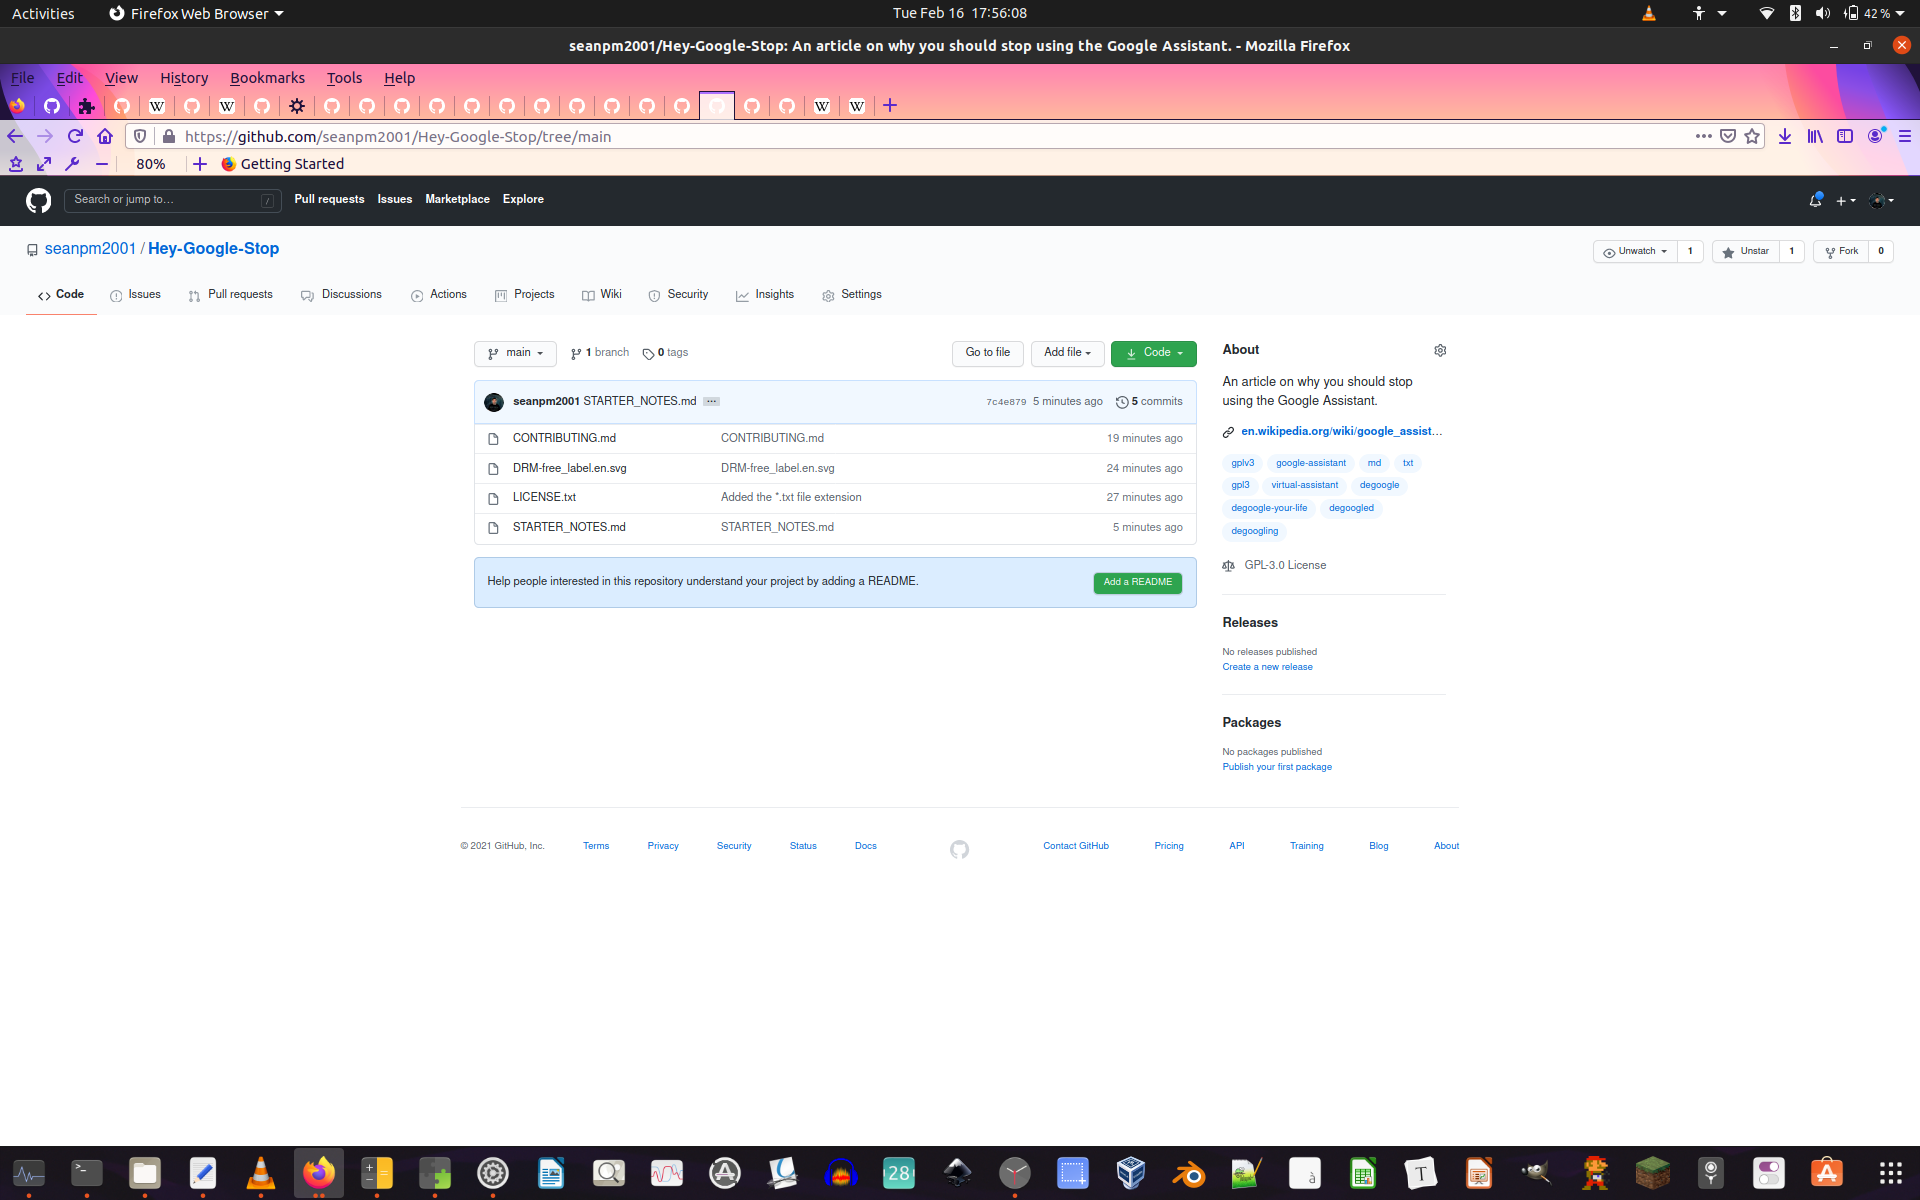 Activities Firefox Web Browser Tue Feb 16 17:56:08 42 %
seanpm2001/Hey-Google-Stop: An article on why you should stop using the Google Assistant. - Mozilla Firefox
File Edit View History Bookmarks Tools Help
https://github.com/seanpm2001/Hey-Google-Stop/tree/main
80% Getting Started
Search or jump to… / Pull requests Issues Marketplace Explore
seanpm2001 / Hey-Google-Stop Unwatch 1 Unstar 1 Fork 0
Code Issues Pull requests Discussions Actions Projects Wiki Security Insights Settings
main 1 branch 0 tags Go to file Add file Code
seanpm2001 STARTER_NOTES.md ... 7c4e879 5 minutes ago 5 commits
CONTRIBUTING.md CONTRIBUTING.md 19 minutes ago
DRM-free_label.en.svg DRM-free_label.en.svg 24 minutes ago
LICENSE.txt Added the *.txt file extension 27 minutes ago
STARTER_NOTES.md STARTER_NOTES.md 5 minutes ago
Help people interested in this repository understand your project by adding a README. Add a README
About
An article on why you should stop
using the Google Assistant.
en.wikipedia.org/wiki/google_assist…
gplv3 google-assistant md txt
gpl3 virtual-assistant degoogle
degoogle-your-life degoogled
degoogling
GPL-3.0 License
Releases
No releases published
Create a new release
Packages
No packages published
Publish your first package
© 2021 GitHub, Inc. Terms Privacy Security Status Docs Contact GitHub Pricing API Training Blog About
28